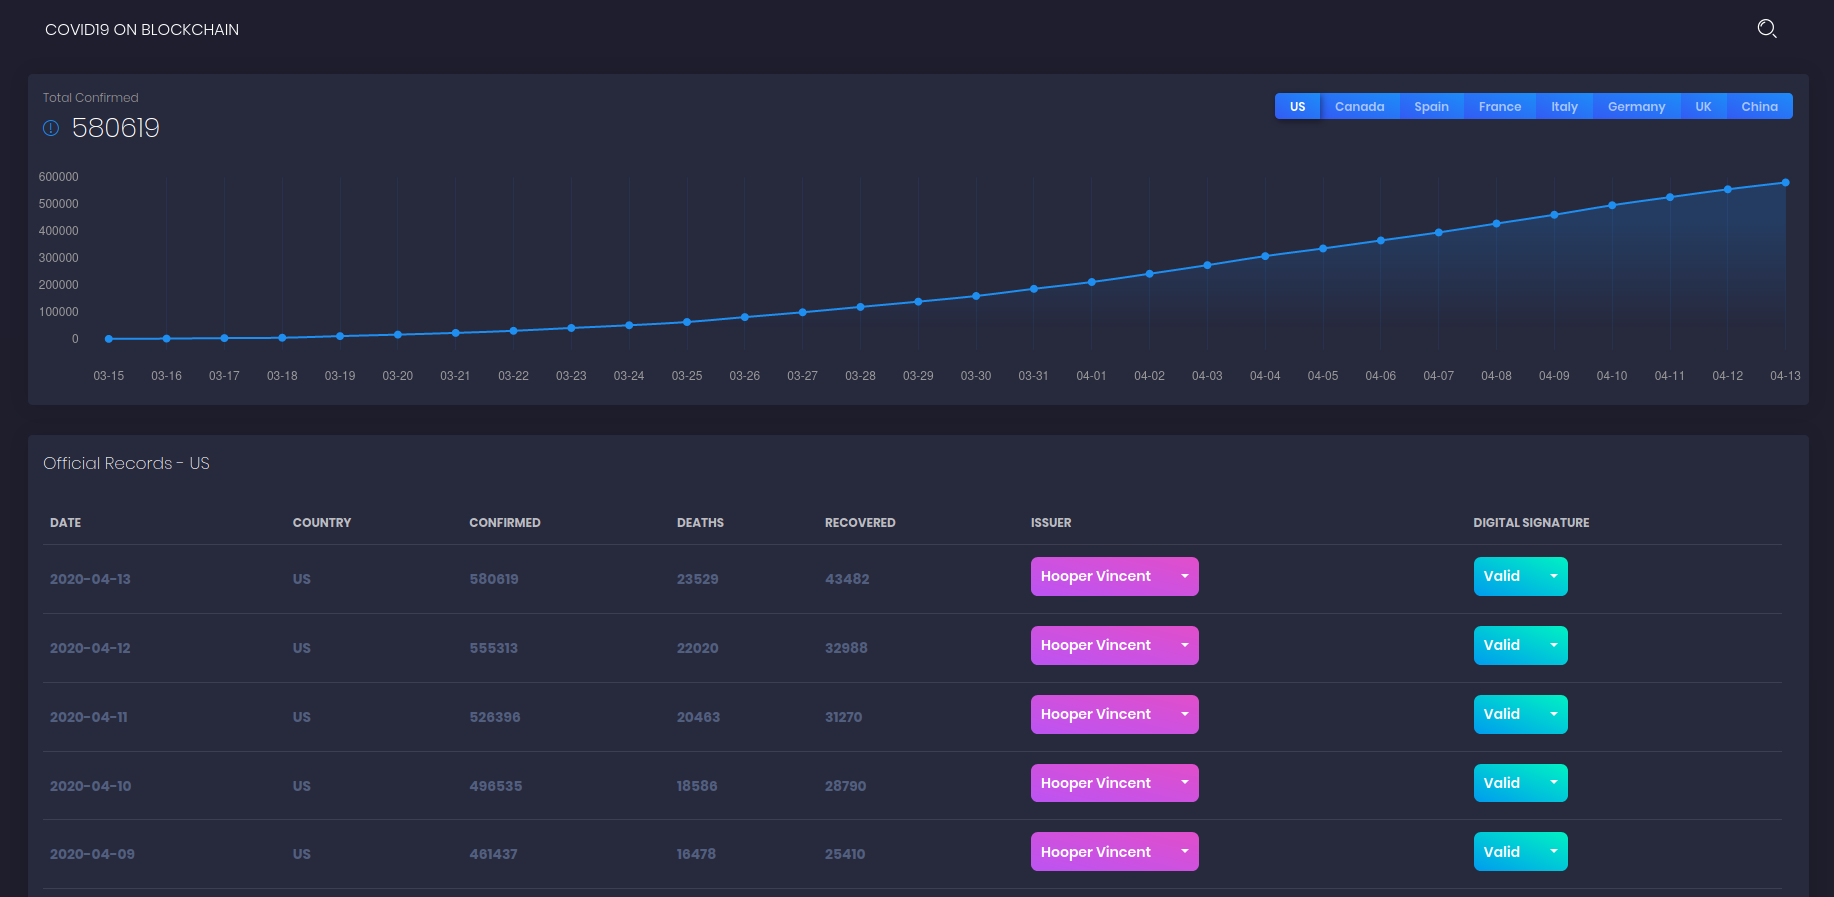 COVID19 ON BLOCKCHAIN
Total Confirmed
580619
US Canada Spain France Italy Germany UK China
600000
500000
400000
300000
200000
100000
0
03-15 03-16 03-17 03-18 03-19 03-20 03-21 03-22 03-23 03-24 03-25 03-26 03-27 03-28 03-29 03-30 03-31 04-01 04-02 04-03 04-04 04-05 04-06 04-07 04-08 04-09 04-10 04-11 04-12 04-13
Official Records - US
DATE COUNTRY CONFIRMED DEATHS RECOVERED ISSUER DIGITAL SIGNATURE
2020-04-13 US 580619 23529 43482 Hooper Vincent Valid
2020-04-12 US 555313 22020 32988 Hooper Vincent Valid
2020-04-11 US 526396 20463 31270 Hooper Vincent Valid
2020-04-10 US 496535 18586 28790 Hooper Vincent Valid
2020-04-09 US 461437 16478 25410 Hooper Vincent Valid